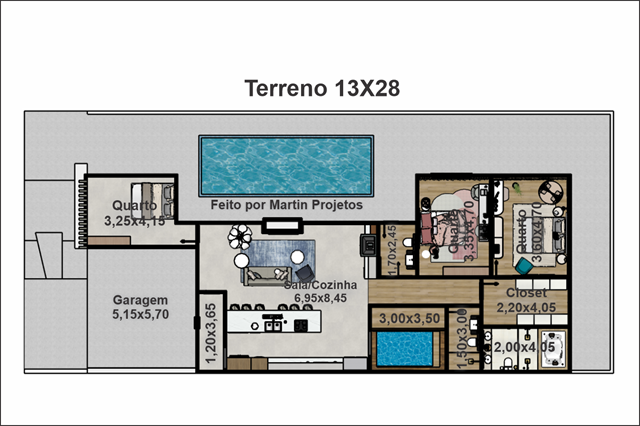 Terreno 13X28
Feito por Martin Projetos
Quarto
3,25x4,15
Garagem
5,15x5,70
Sala/Cozinha
6,95x8,45
1,20x3,65
1,70x2,45
Quarto
3,35x4,70
Quarto
3,60x4,70
Closet
2,20x4,05
3,00x3,50
1,50x3,00
2,00x4,05